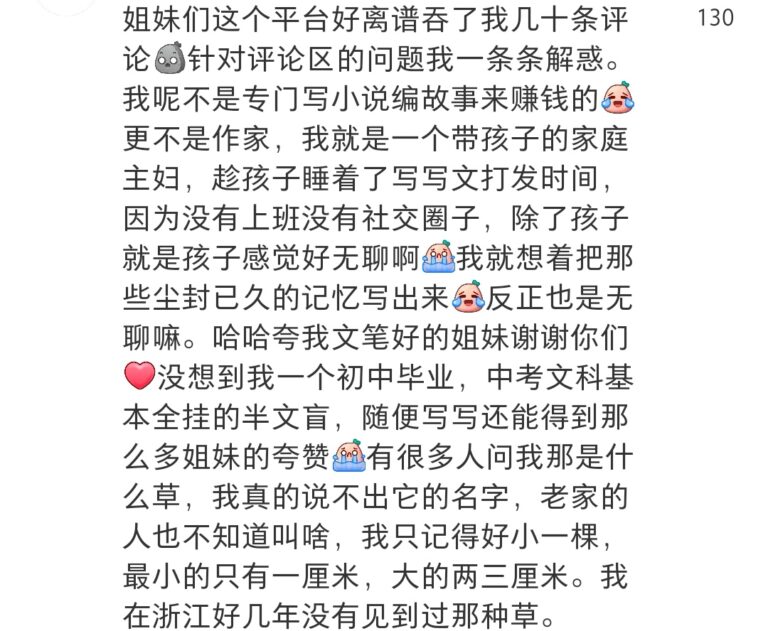 姐妹们这个平台好离谱吞了我几十条评
130
论针对评论区的问题我一条条解惑。
我呢不是专门写小说编故事来赚钱的
更不是作家，我就是一个带孩子的家庭
主妇，趁孩子睡着了写写文打发时间，
因为没有上班没有社交圈子，除了孩子
就是孩子感觉好无聊啊我就想着把那
些尘封已久的记忆写出来反正也是无
聊嘛。哈哈夸我文笔好的姐妹谢谢你们
❤没想到我一个初中毕业，中考文科基
本全挂的半文盲，随便写写还能得到那
么多姐妹的夸赞有很多人问我那是什
么草，我真的说不出它的名字，老家的
人也不知道叫啥，我只记得好小一棵，
最小的只有一厘米，大的两三厘米。我
在浙江好几年没有见到过那种草。